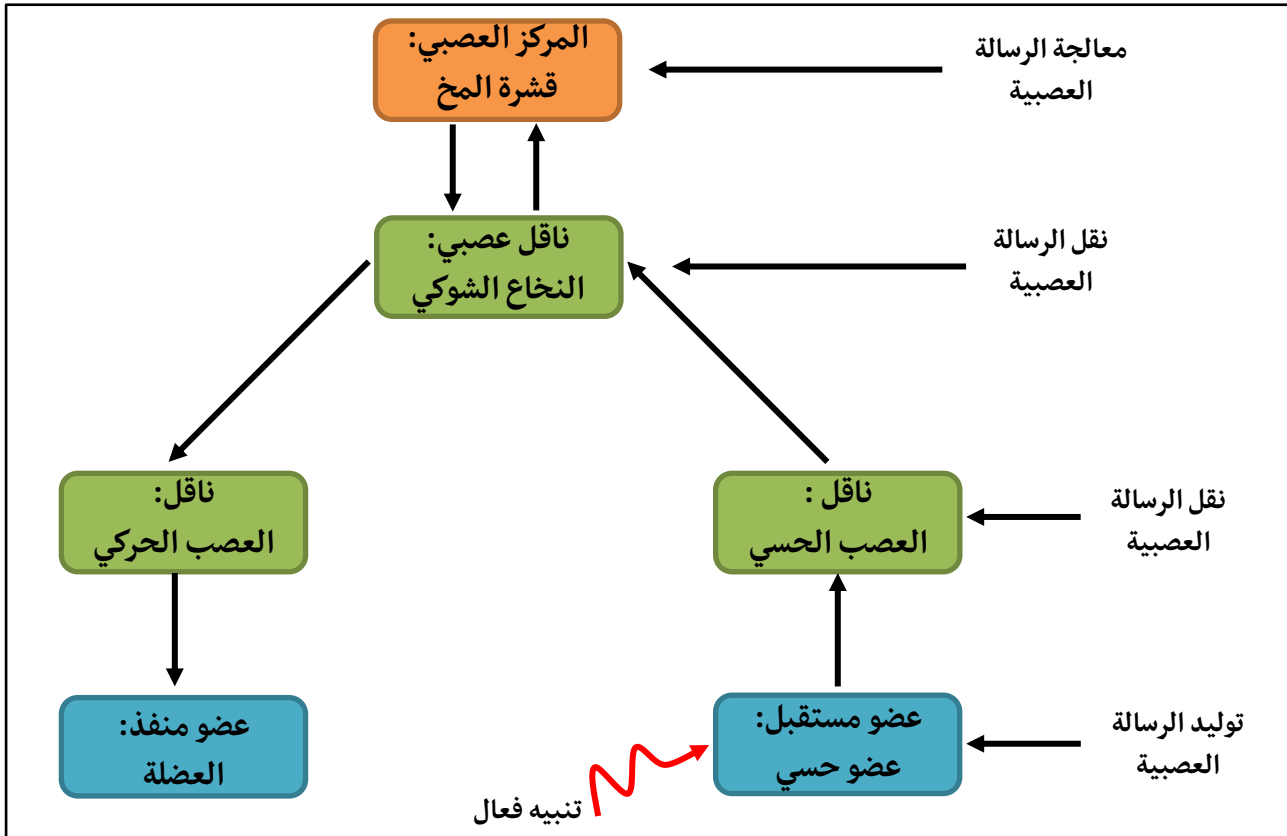 معالجة الرسالة
العصبية
المركز العصبي:
قشرة المخ
نقل الرسالة
العصبية
ناقل عصبي:
النخاع الشوكي
نقل الرسالة
العصبية
ناقل :
العصب الحسي
ناقل:
العصب الحركي
توليد الرسالة
العصبية
عضو مستقبل:
عضو حسي
عضو منفذ:
العضلة
تنبيه فعال